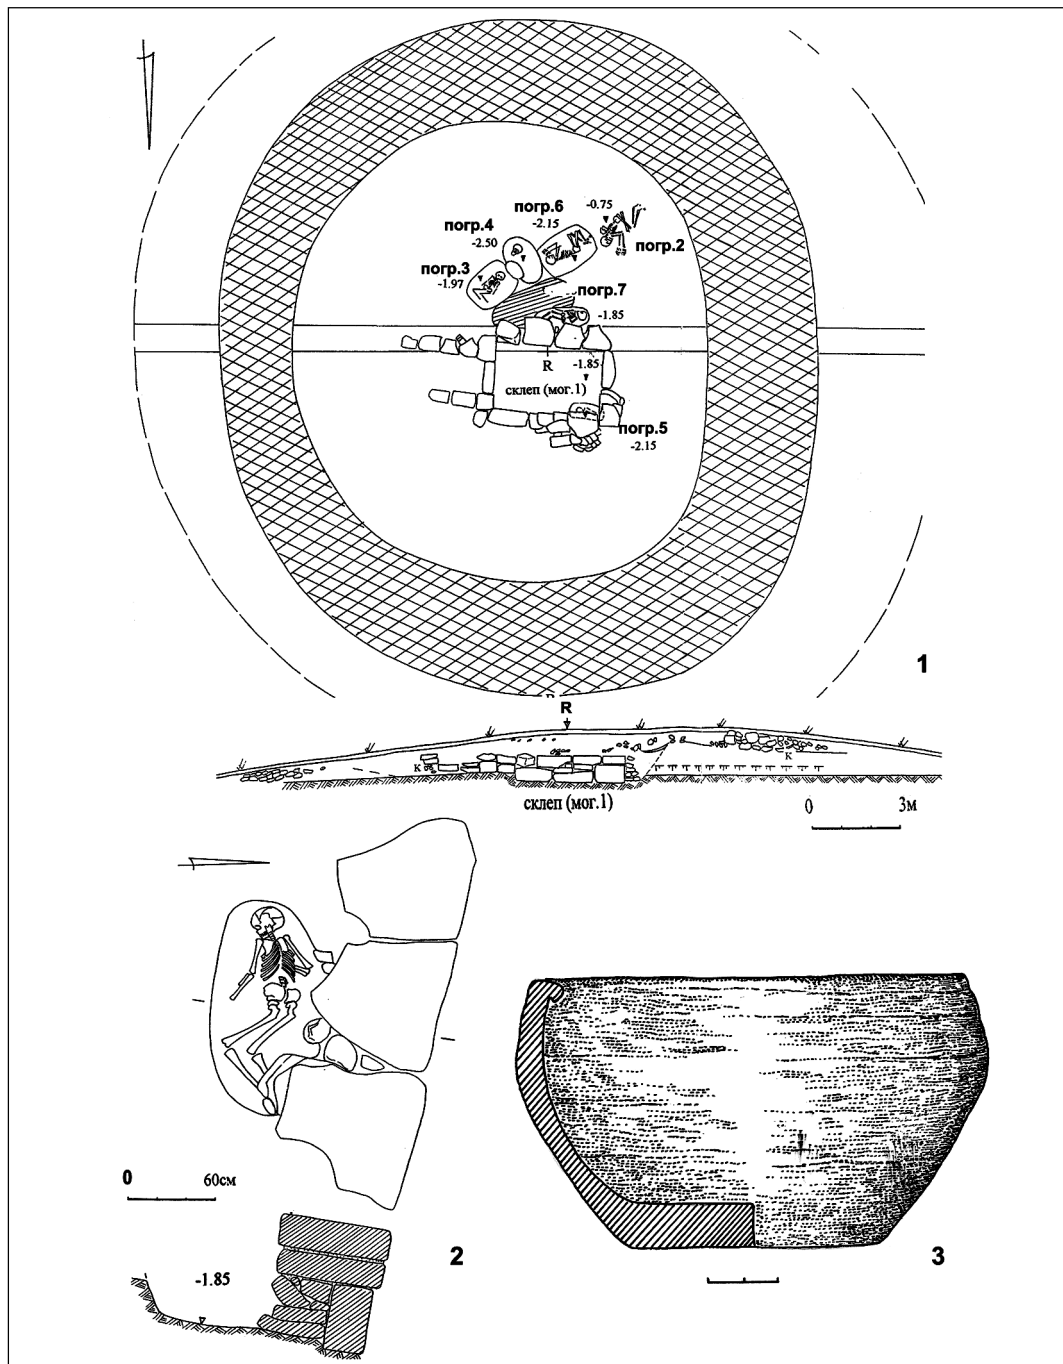 погр.6
-2.15
-0.75
погр.4
-2.50
погр.2
погр.3
-1.97
погр.7
-1.85
R
-1.85
склеп (мог.1)
погр.5
-2.15
1
R
К
К
склеп (мог.1)
0 3м
0 60см
-1.85
2
3